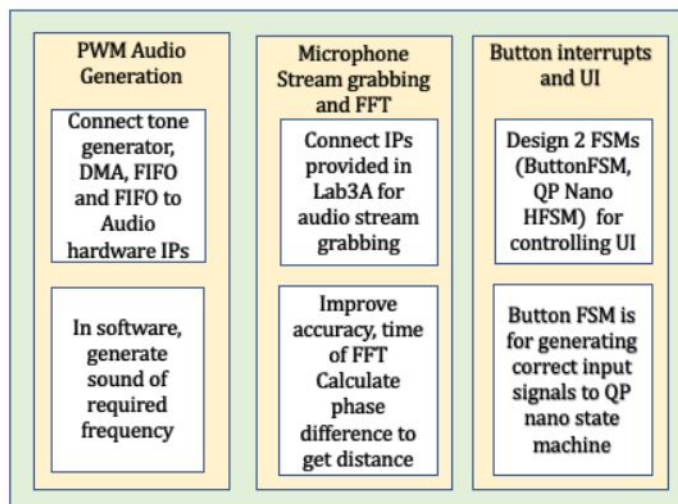 PWM Audio
Generation
Connect tone
generator,
DMA, FIFO
and FIFO to
Audio
hardware IPs
In software,
generate
sound of
required
frequency
Microphone
Stream grabbing
and FFT
Connect IPs
provided in
Lab3A for
audio stream
grabbing
Improve
accuracy, time
of FFT
Calculate
phase
difference to
get distance
Button interrupts
and UI
Design 2 FSMs
(ButtonFSM,
QP Nano
HFSM) for
controlling UI
Button FSM is
for generating
correct input
signals to QP
nano state
machine